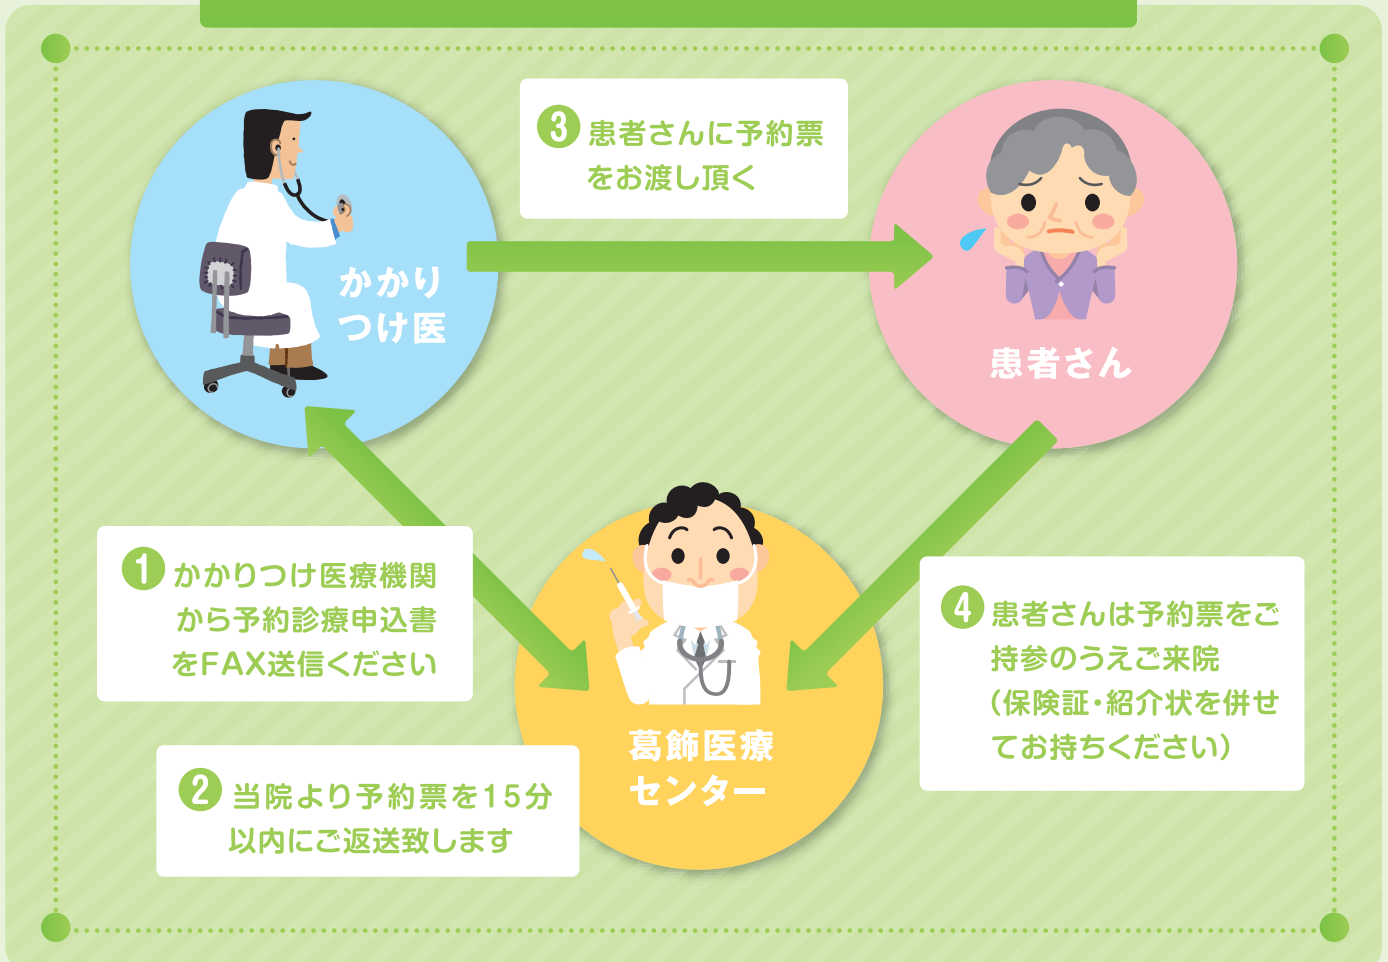 かかり
つけ医
❸ 患者さんに予約票
をお渡し頂く
患者さん
❶ かかりつけ医療機関
から予約診療申込書
をFAX送信ください
❷ 当院より予約票を15分
以内にご返送致します
葛飾医療
センター
❹ 患者さんは予約票をご
持参のうえご来院
(保険証・紹介状を併せ
てお持ちください)